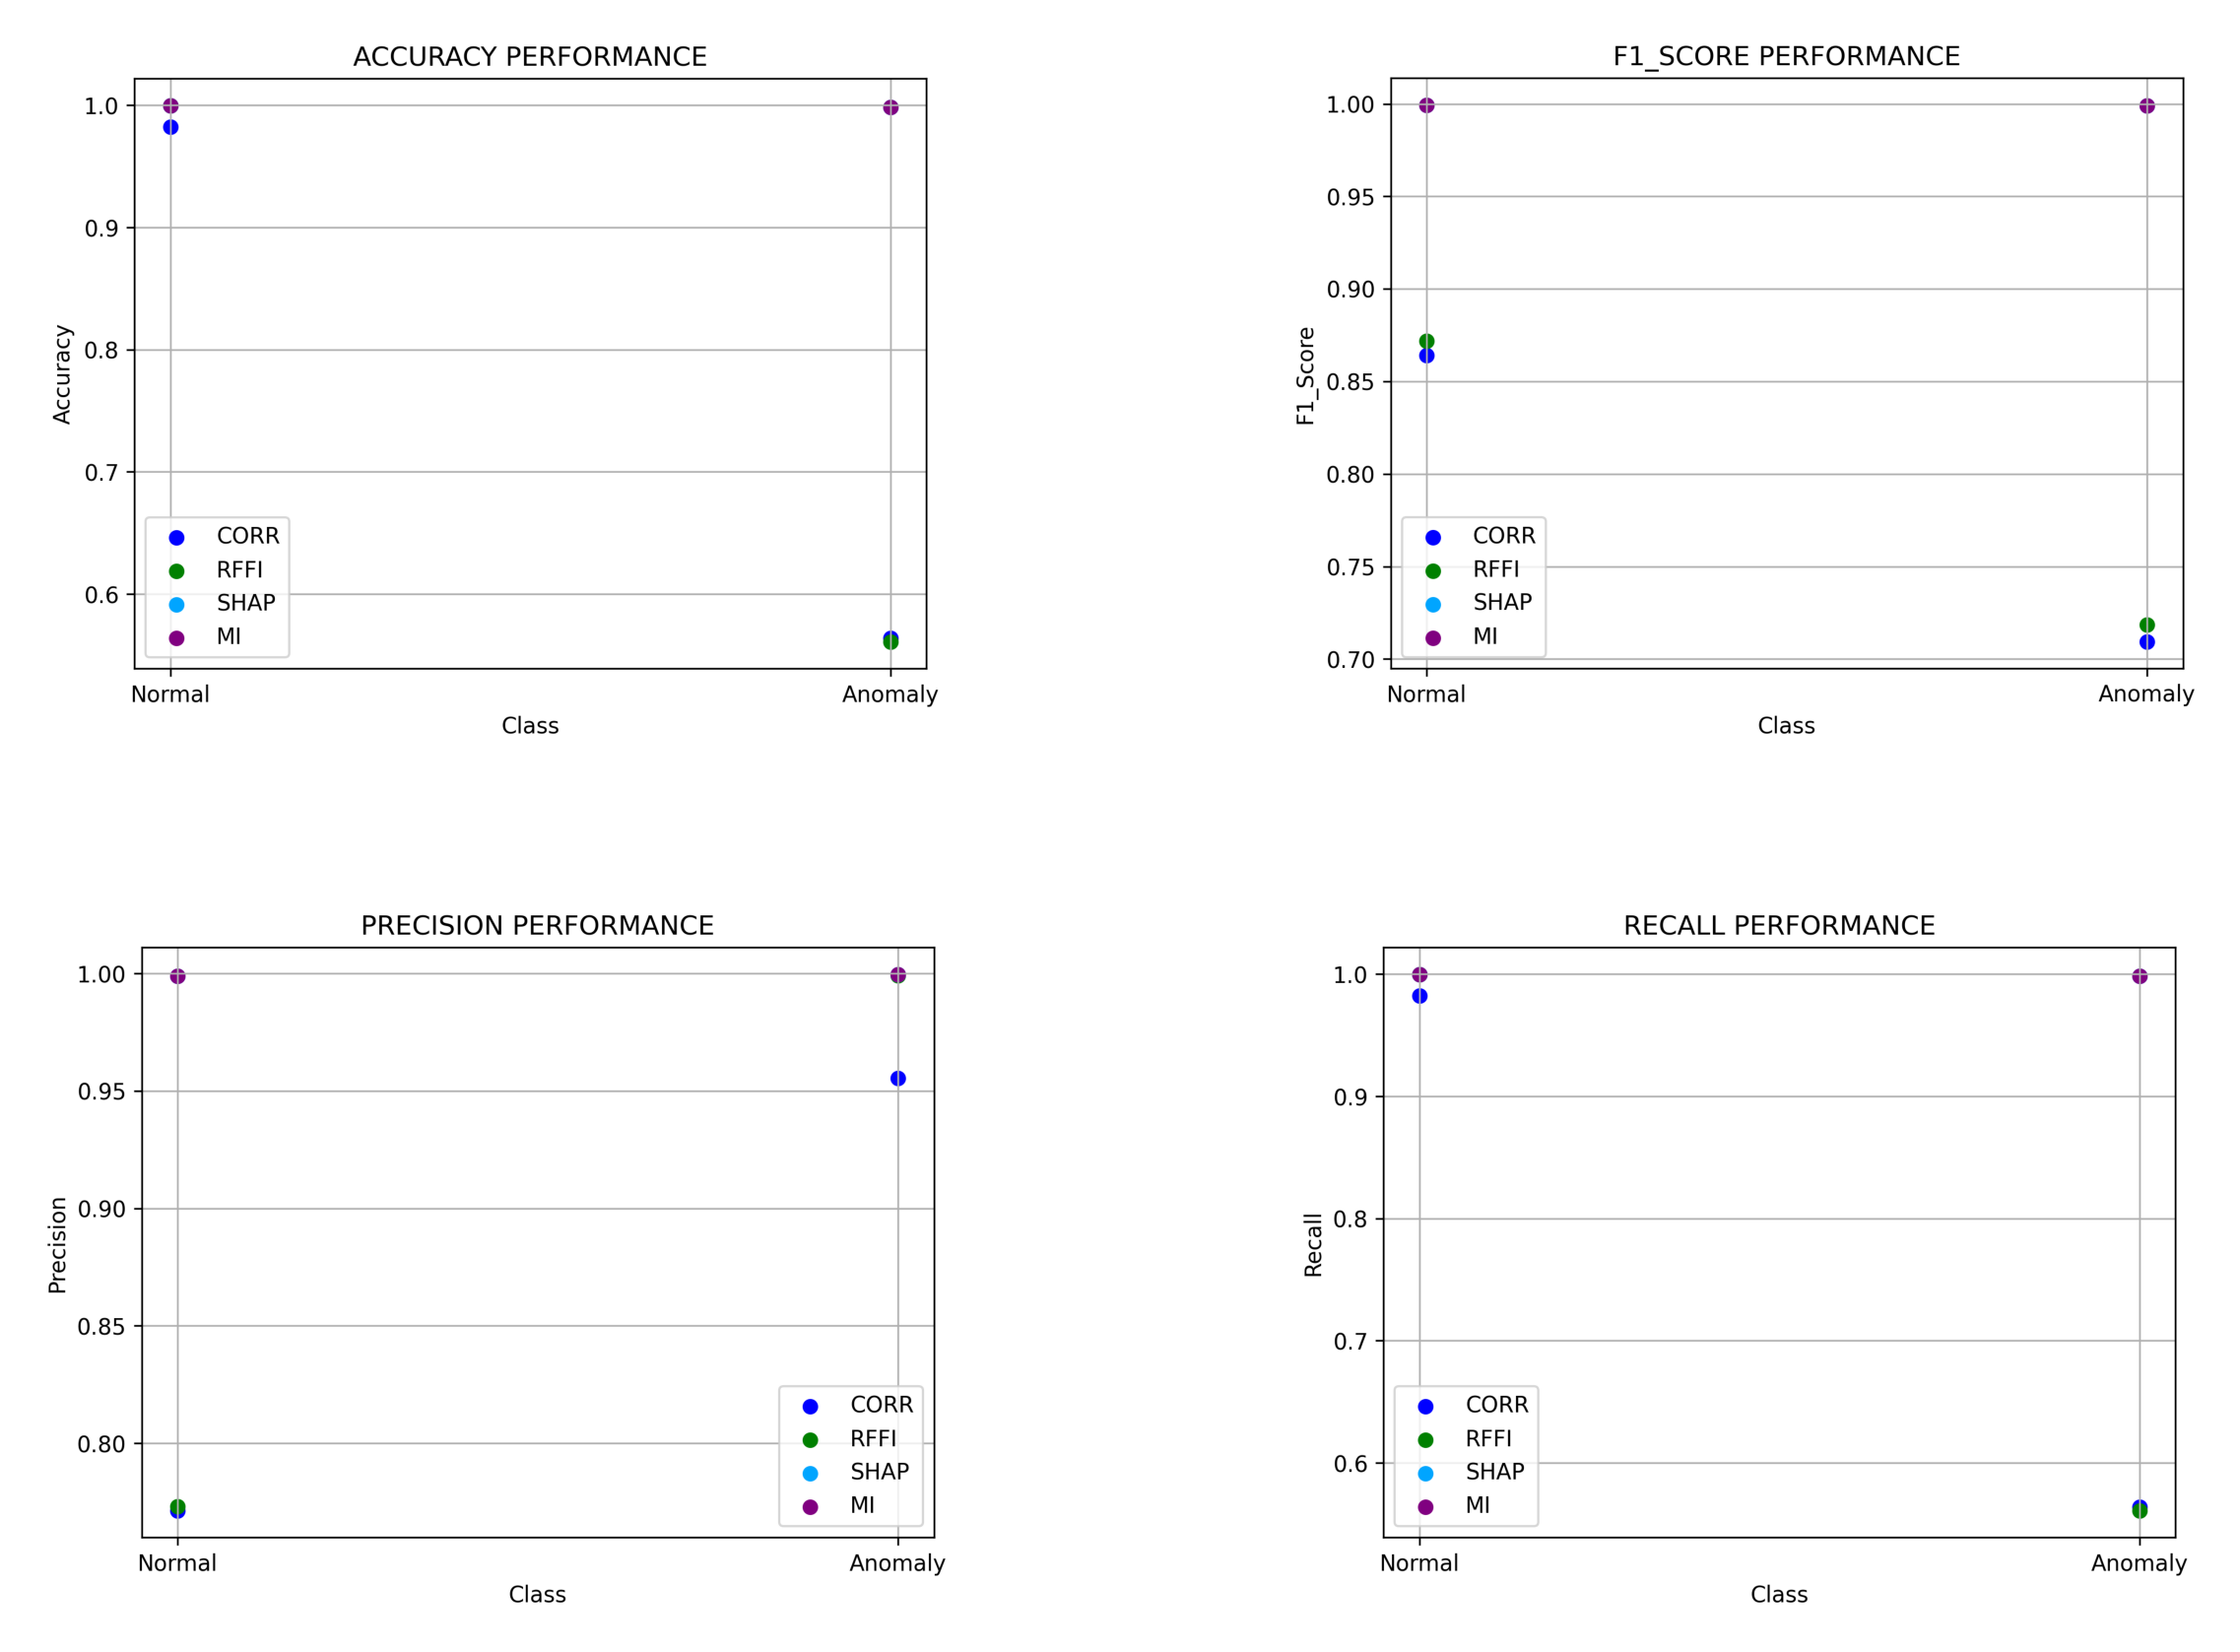 ACCURACY PERFORMANCE
1.0
0.9
0.8
0.7
0.6
Accuracy
CORR
RFFI
SHAP
MI
Normal
Anomaly
Class
F1_SCORE PERFORMANCE
1.00
0.95
0.90
0.85
0.80
0.75
0.70
F1_Score
CORR
RFFI
SHAP
MI
Normal
Anomaly
Class
PRECISION PERFORMANCE
1.00
0.95
0.90
0.85
0.80
Precision
CORR
RFFI
SHAP
MI
Normal
Anomaly
Class
RECALL PERFORMANCE
1.0
0.9
0.8
0.7
0.6
Recall
CORR
RFFI
SHAP
MI
Normal
Anomaly
Class